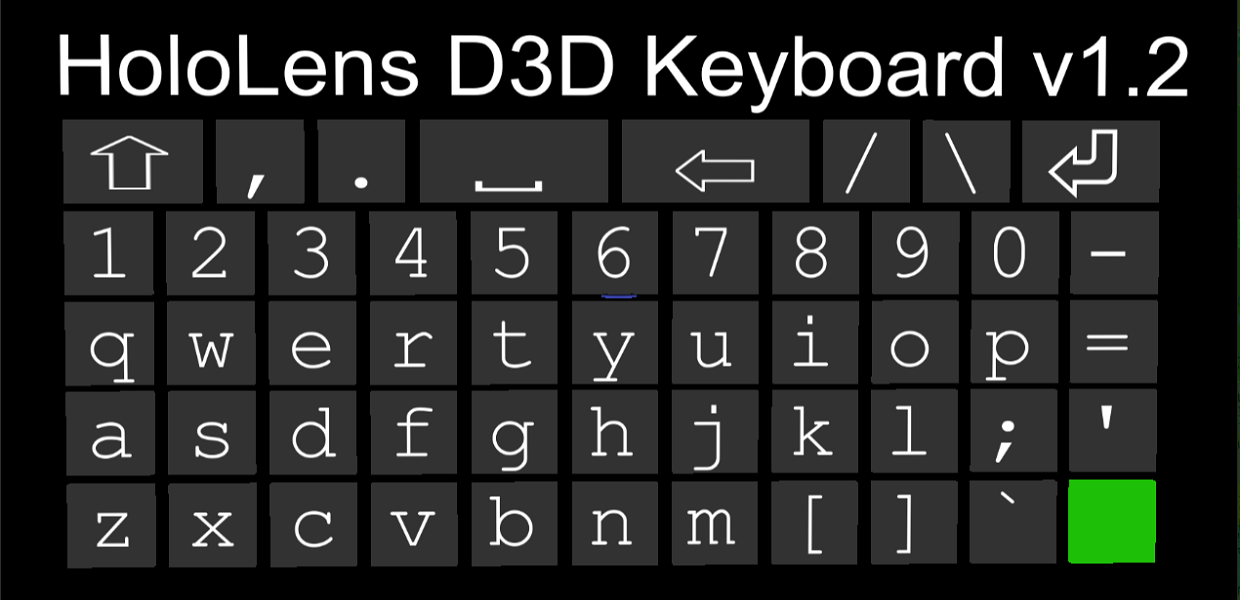 HoloLens D3D Keyboard v1.2
, . / \
1 2 3 4 5 6 7 8 9 0 -
q w e r t y u i o p =
a s d f g h j k l ; '
z x c v b n m [ ] `